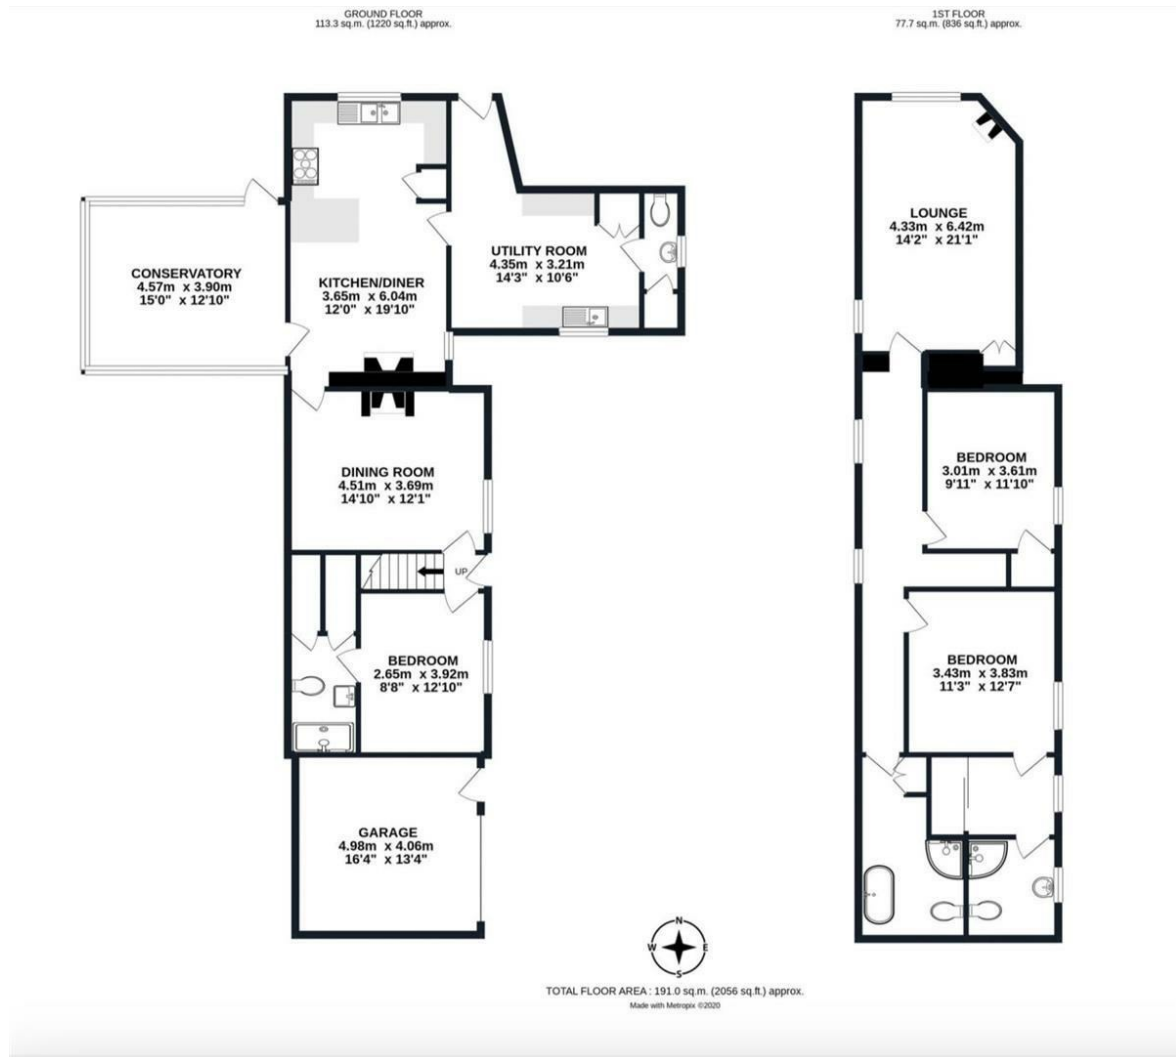 GROUND FLOOR
113.3 sq.m. (1220 sq.ft.) approx.
1ST FLOOR
77.7 sq.m. (836 sq.ft.) approx.
CONSERVATORY
4.57m x 3.90m
15'0" x 12'10"
KITCHEN/DINER
3.65m x 6.04m
12'0" x 19'10"
UTILITY ROOM
4.35m x 3.21m
14'3" x 10'6"
DINING ROOM
4.51m x 3.69m
14'10" x 12'1"
UP
BEDROOM
2.65m x 3.92m
8'8" x 12'10"
GARAGE
4.98m x 4.06m
16'4" x 13'4"
LOUNGE
4.33m x 6.42m
14'2" x 21'1"
BEDROOM
3.01m x 3.61m
9'11" x 11'10"
BEDROOM
3.43m x 3.83m
11'3" x 12'7"
N
W E
S
TOTAL FLOOR AREA : 191.0 sq.m. (2056 sq.ft.) approx.
Made with Metropix ©2020